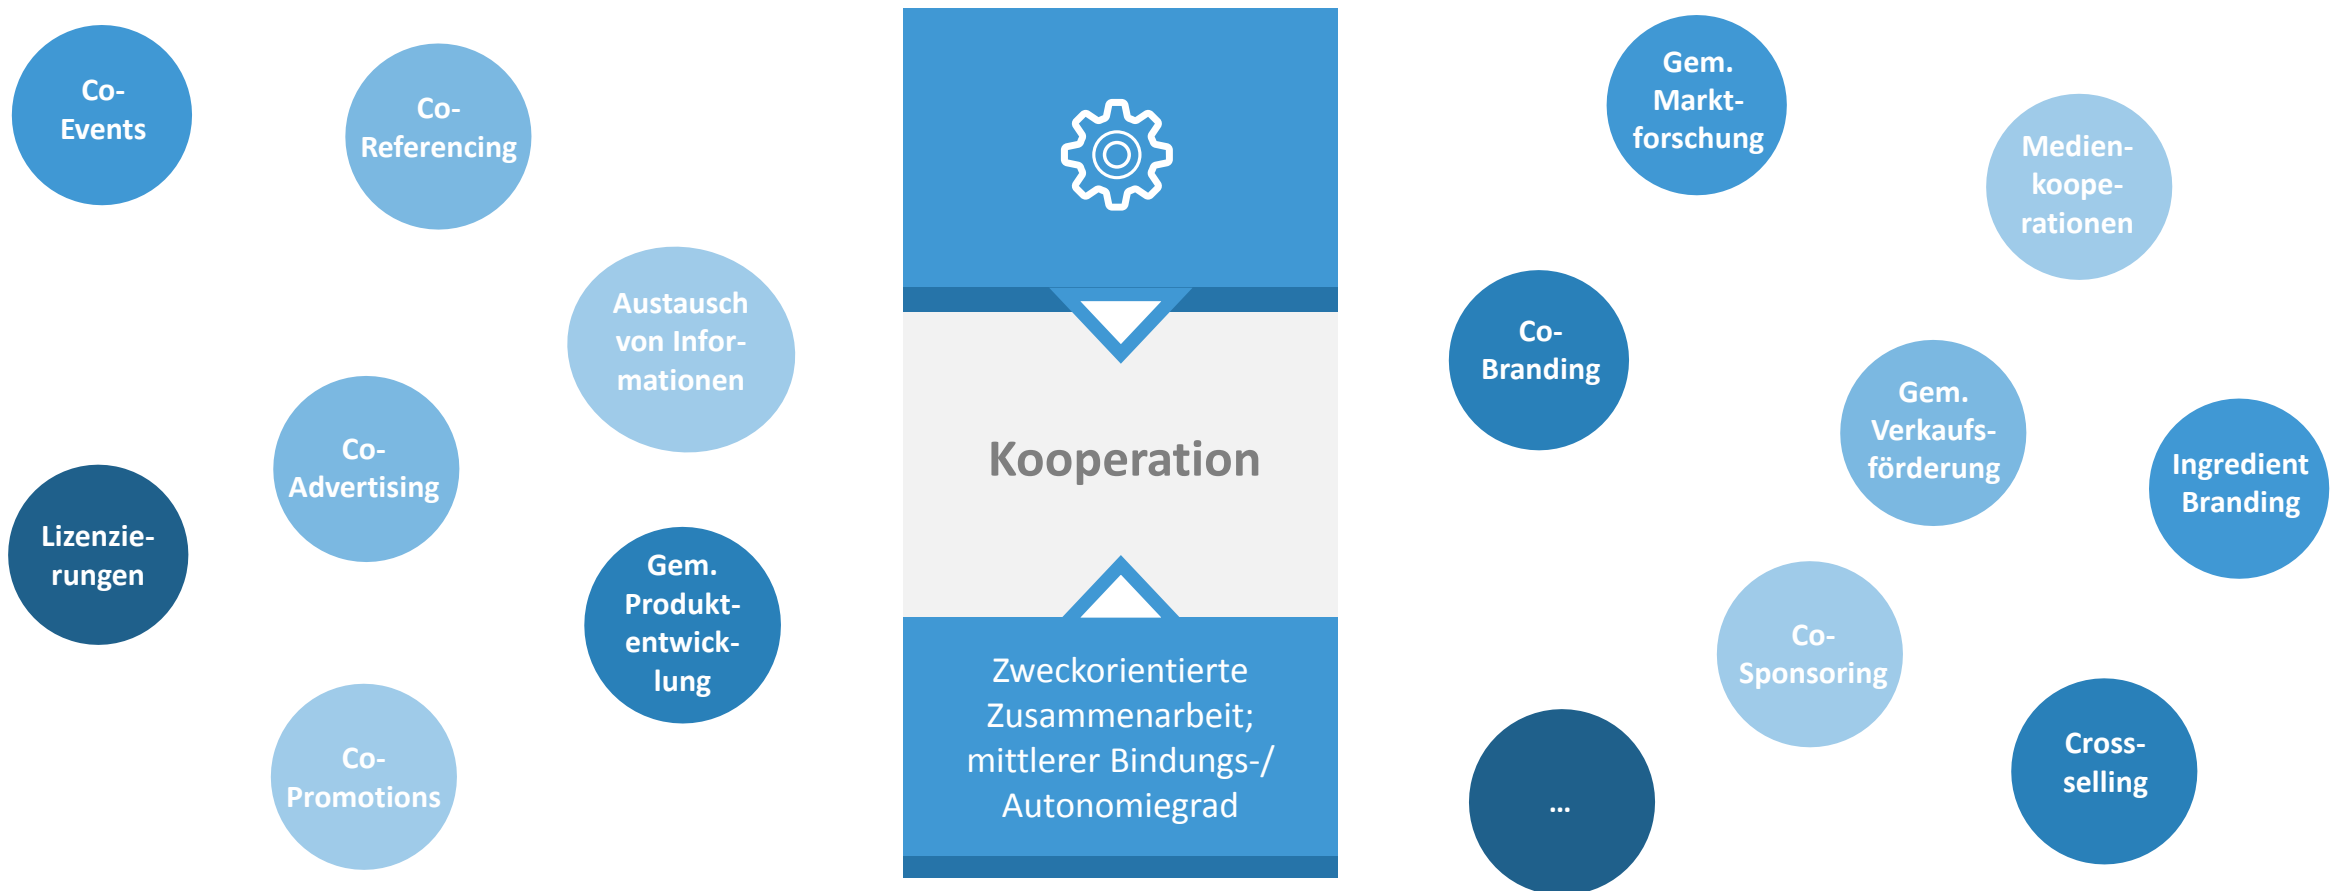 Co-
Events
Co-
Referencing
Austausch
von Infor-
mationen
Co-
Advertising
Lizenzie-
rungen
Gem.
Produkt-
entwick-
lung
Co-
Promotions
Kooperation
Zweckorientierte
Zusammenarbeit;
mittlerer Bindungs-/
Autonomiegrad
Gem.
Markt-
forschung
Medien-
koope-
rationen
Co-
Branding
Gem.
Verkaufs-
förderung
Ingredient
Branding
Co-
Sponsoring
Cross-
selling
...